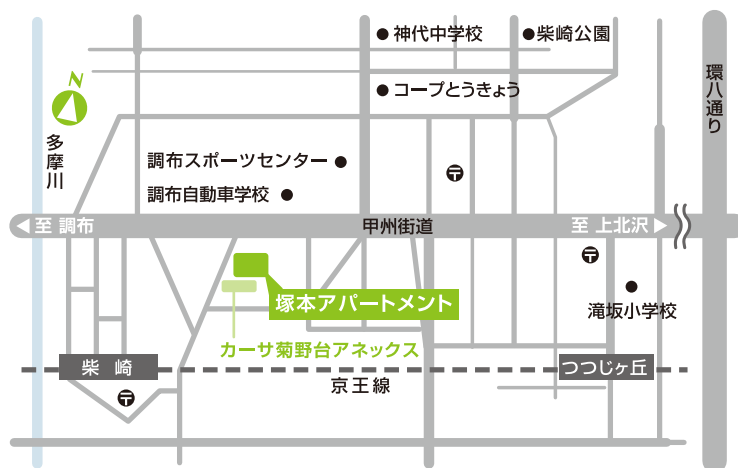 神代中学校
柴崎公園
N
環八通り
コープとうきょう
多摩川
調布スポーツセンター
〒
調布自動車学校
至 調布
甲州街道
至 上北沢
〒
塚本アパートメント
滝坂小学校
カーサ菊野台アネックス
柴崎
つつじヶ丘
京王線
〒